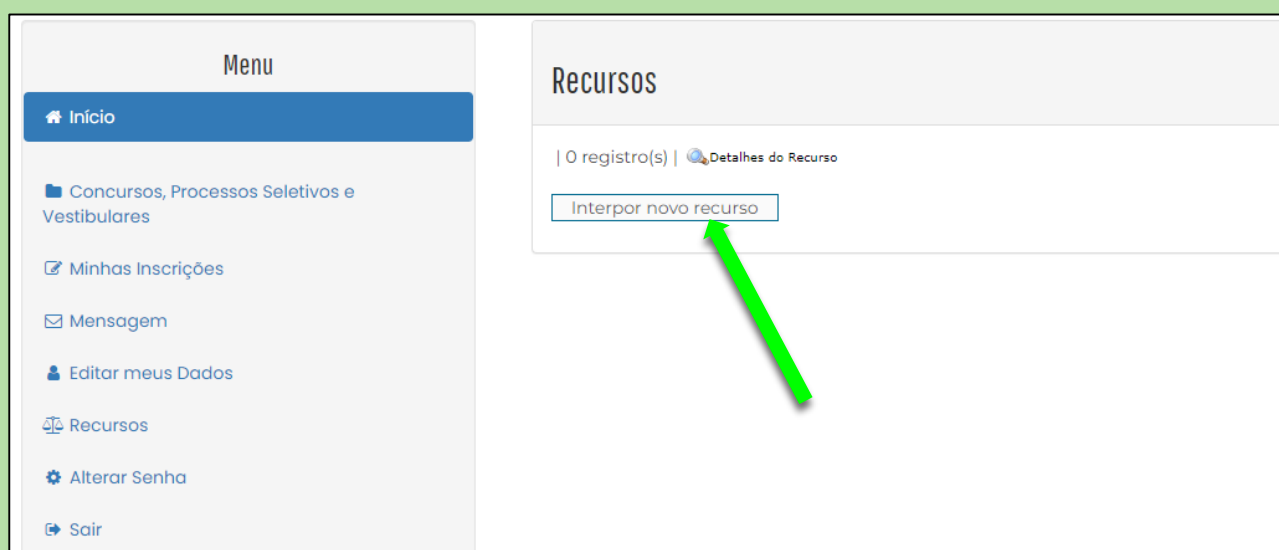 Menu
Início
Concursos, Processos Seletivos e
Vestibulares
Minhas Inscrições
Mensagem
Editar meus Dados
Recursos
Alterar Senha
Sair
Recursos
| 0 registro(s) | Detalhes do Recurso
Interpor novo recurso